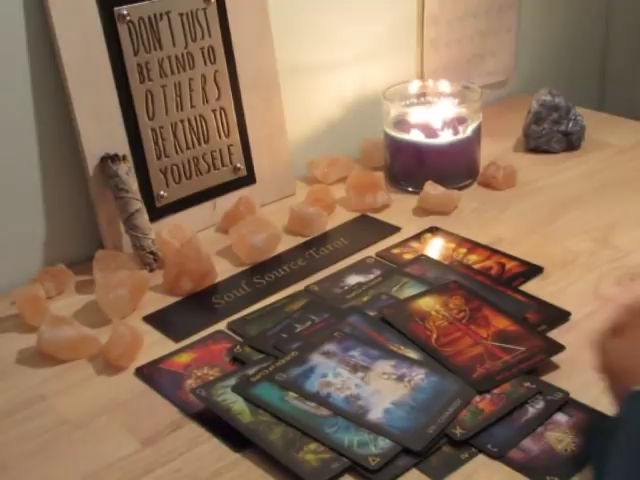 DON'T JUST
BE KIND TO
OTHERS
BE KIND TO
YOURSELF
Soul Source Tarot